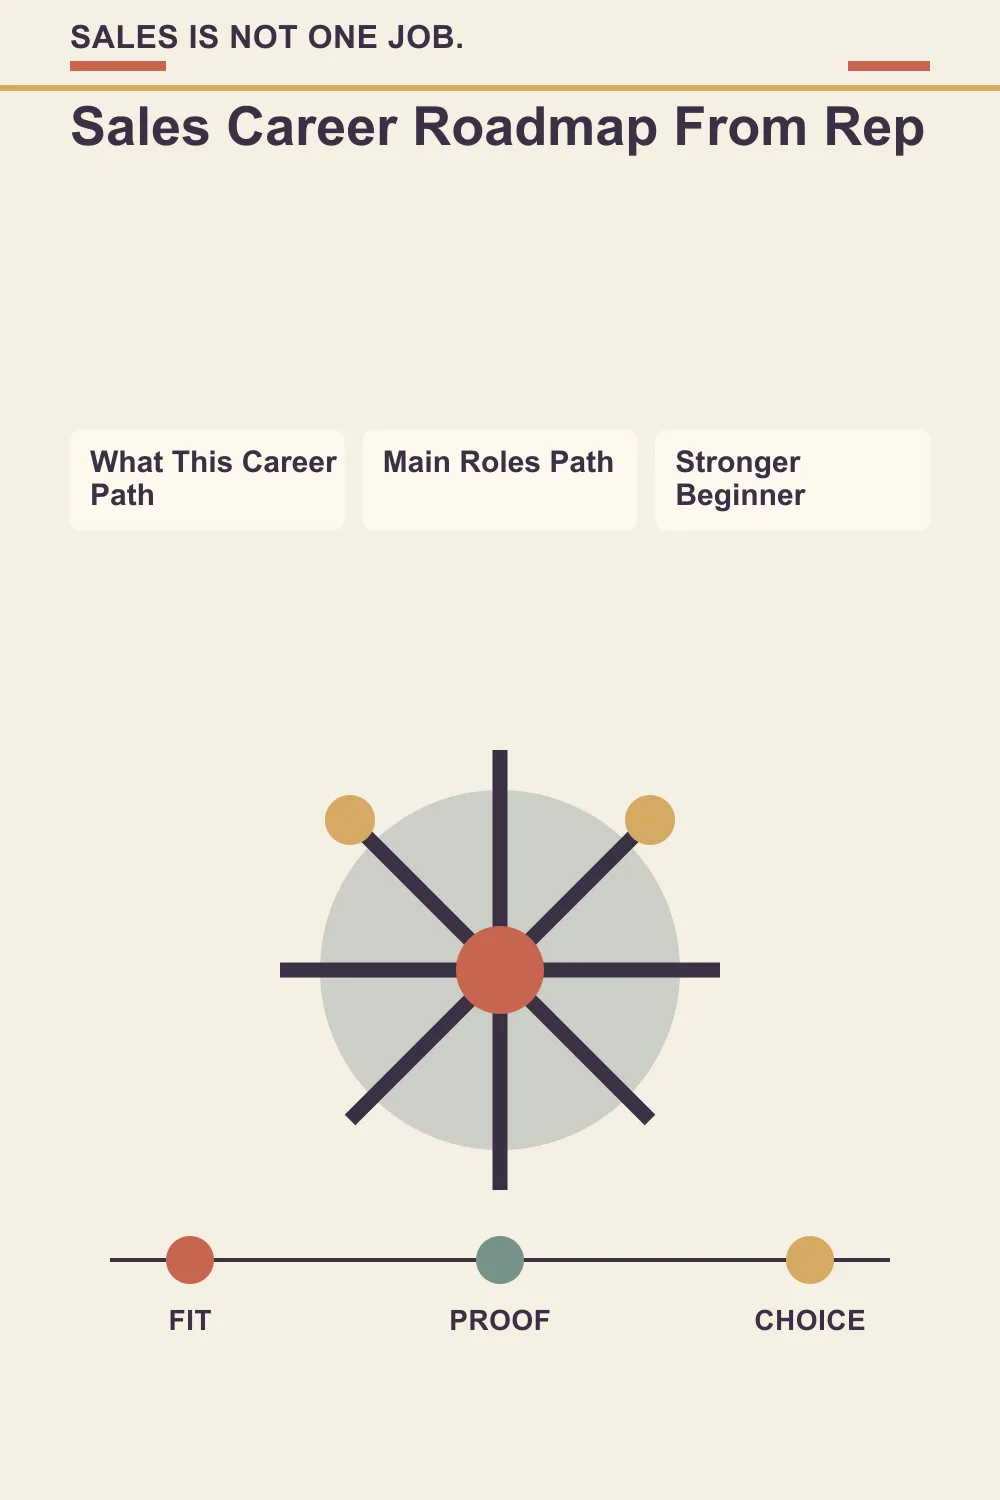 SALES IS NOT ONE JOB.
Sales Career Roadmap From Rep
What This Career
Path
Main Roles Path
Stronger
Beginner
FIT
PROOF
CHOICE